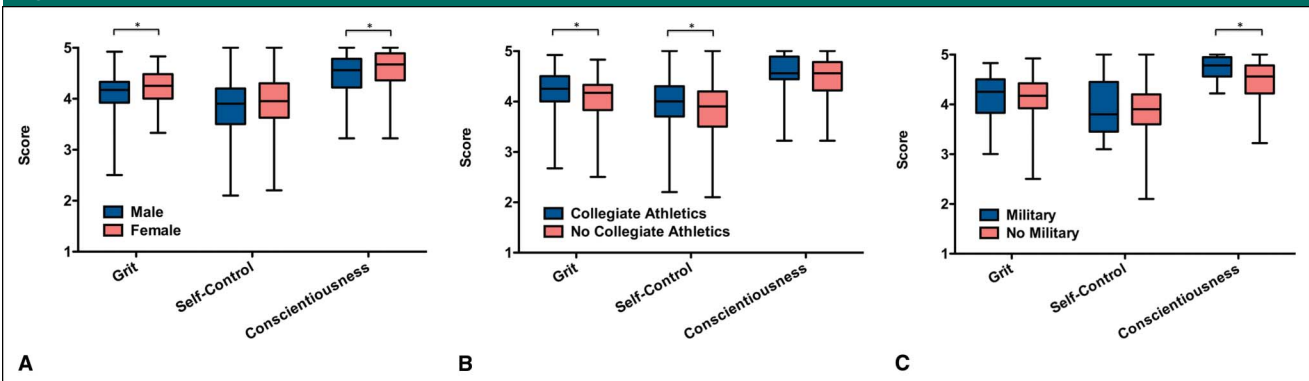 *
*
5
4
3
2
1
Score
Male
Female
Grit
Self-Control
Conscientiousness
A
*
*
5
4
3
2
1
Score
Collegiate Athletics
No Collegiate Athletics
Grit
Self-Control
Conscientiousness
B
*
5
4
3
2
1
Score
Military
No Military
Grit
Self-Control
Conscientiousness
C